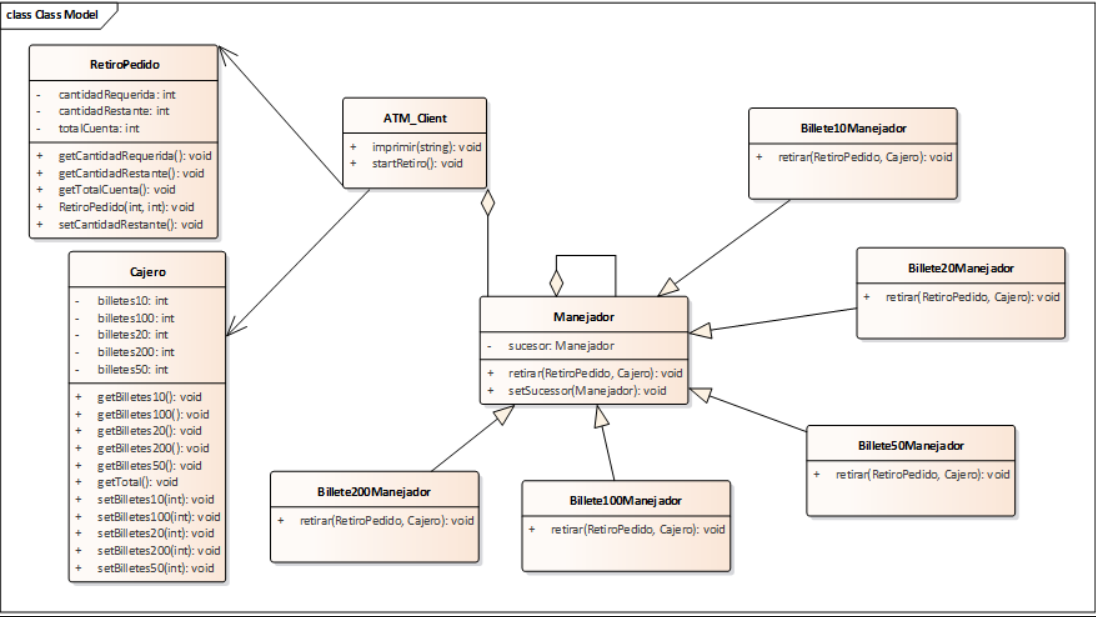 class Class Model
RetiroPedido
- cantidadRequerida: int
- cantidadRestante: int
- totalCuenta: int
+ getCantidadRequerida(): void
+ getCantidadRestante(): void
+ getTotalCuenta(): void
+ RetiroPedido(int, int): void
+ setCantidadRestante(): void
ATM_Client
+ imprimir(string): void
+ startRetiro(): void
Billete10Manejador
+ retirar(RetiroPedido, Cajero): void
Cajero
- billetes10: int
- billetes100: int
- billetes20: int
- billetes200: int
- billetes50: int
+ getBilletes10(): void
+ getBilletes100(): void
+ getBilletes20(): void
+ getBilletes200(): void
+ getBilletes50(): void
+ getTotal(): void
+ setBilletes10(int): void
+ setBilletes100(int): void
+ setBilletes20(int): void
+ setBilletes200(int): void
+ setBilletes50(int): void
Billete20Manejador
+ retirar(RetiroPedido, Cajero): void
Manejador
- sucesor: Manejador
+ retirar(RetiroPedido, Cajero): void
+ setSucessor(Manejador): void
Billete50Manejador
+ retirar(RetiroPedido, Cajero): void
Billete200Manejador
+ retirar(RetiroPedido, Cajero): void
Billete100Manejador
+ retirar(RetiroPedido, Cajero): void